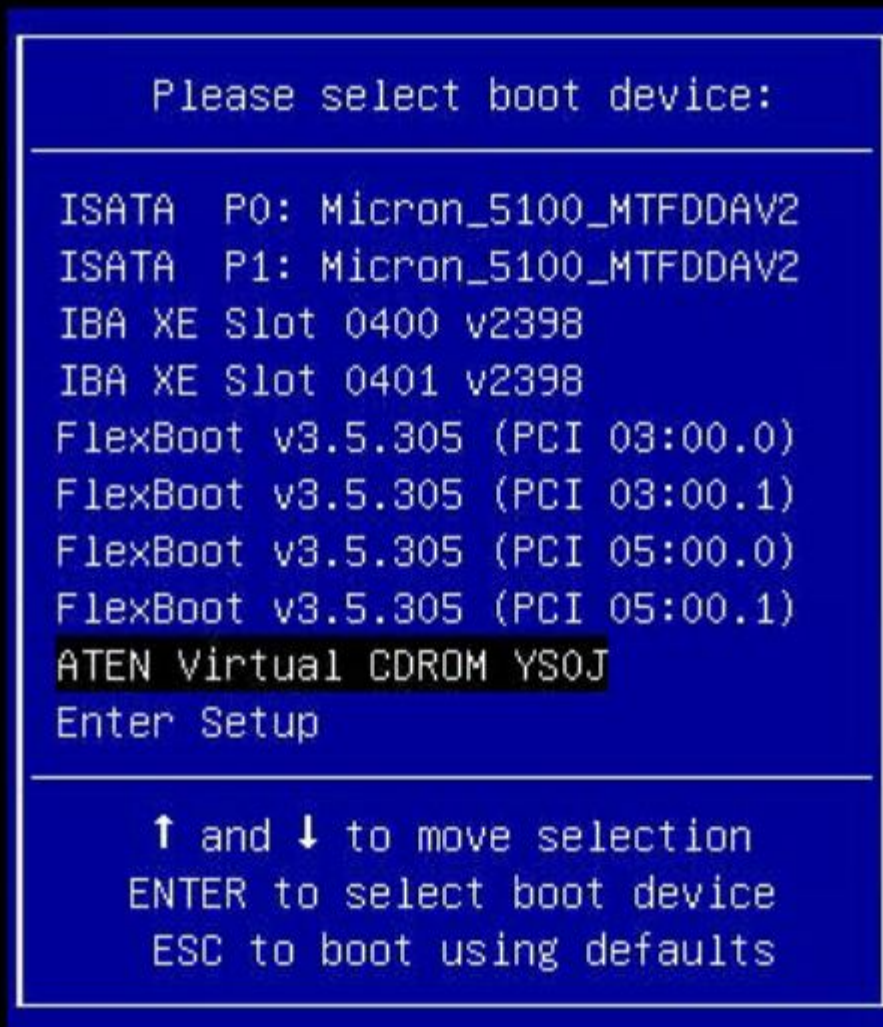 Please select boot device:
ISATA  P0: Micron_5100_MTFDDAV2
ISATA  P1: Micron_5100_MTFDDAV2
IBA XE Slot 0400 v2398
IBA XE Slot 0401 v2398
FlexBoot v3.5.305 (PCI 03:00.0)
FlexBoot v3.5.305 (PCI 03:00.1)
FlexBoot v3.5.305 (PCI 05:00.0)
FlexBoot v3.5.305 (PCI 05:00.1)
ATEN Virtual CDROM YS0J
Enter Setup
↑ and ↓ to move selection
ENTER to select boot device
ESC to boot using defaults